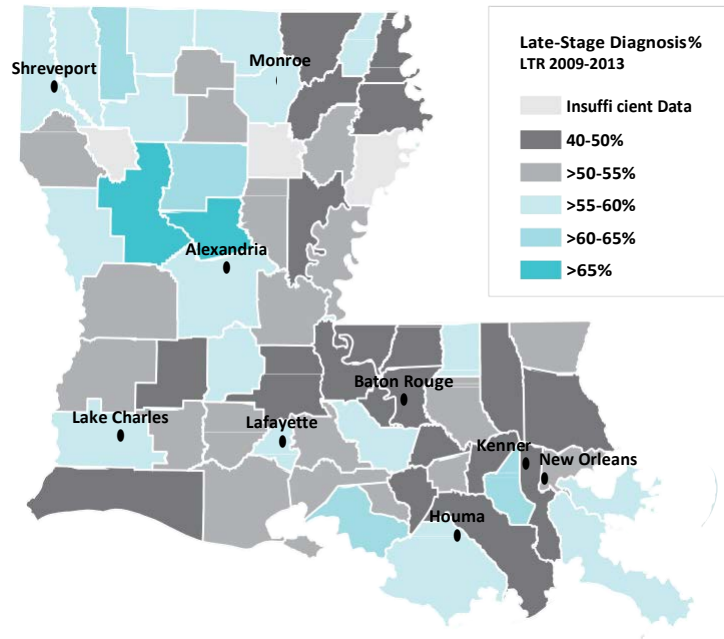 Monroe
Shreveport
Alexandria
Baton Rouge
Lake Charles
Lafayette
Kenner
New Orleans
Houma
Late-Stage Diagnosis%
LTR 2009-2013
Insuffi cient Data
40-50%
>50-55%
>55-60%
>60-65%
>65%